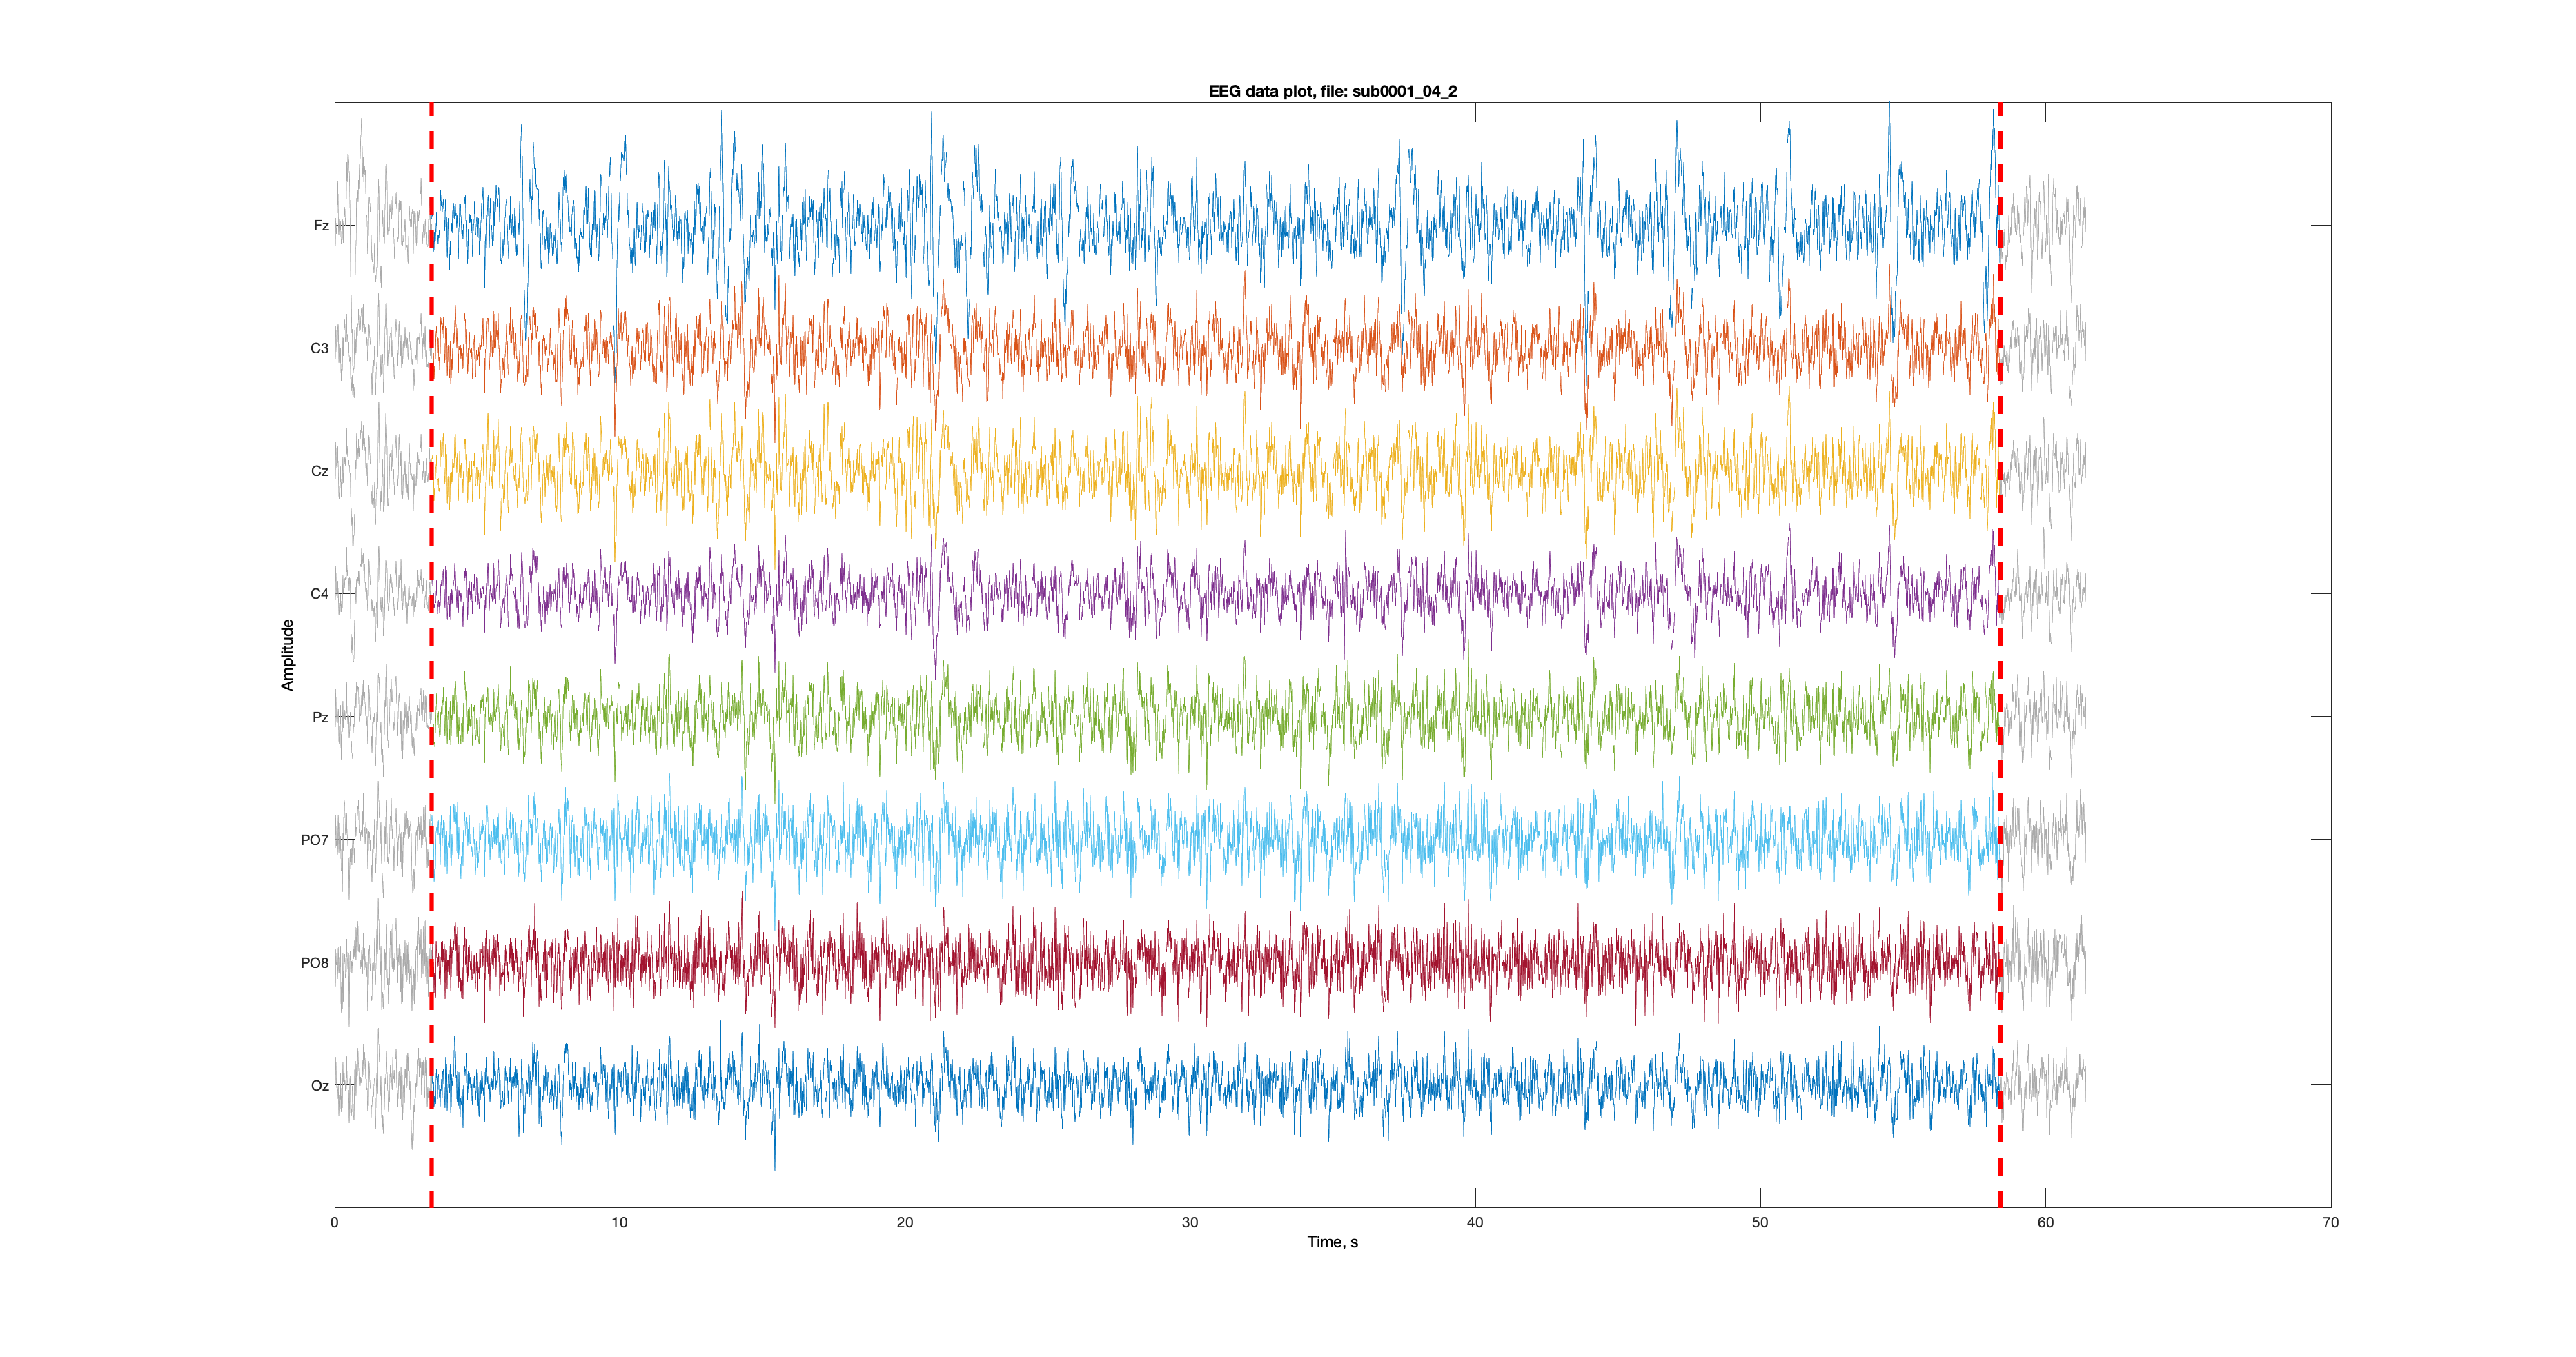 EEG data plot, file: sub0001_04_2
Fz
C3
Cz
C4
Pz
PO7
PO8
Oz
Amplitude
0 10 20 30 40 50 60 70
Time, s